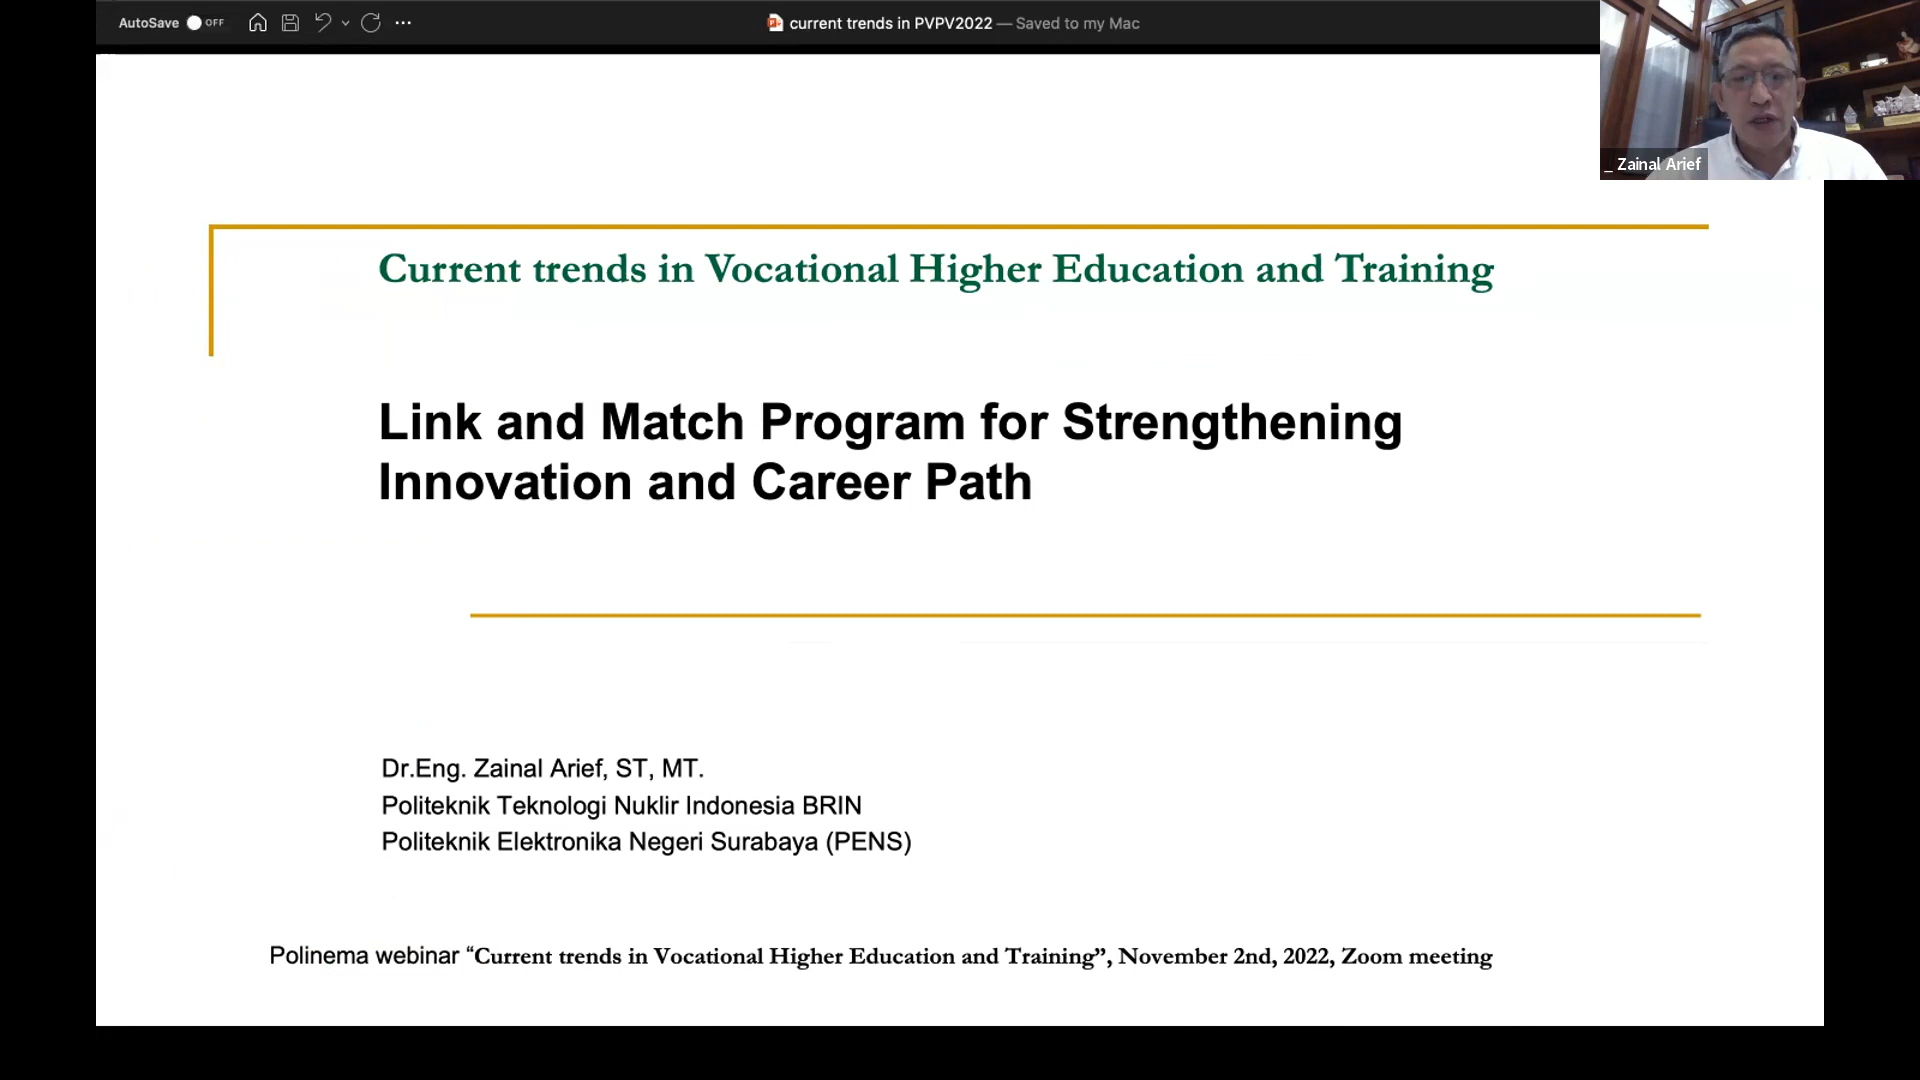 AutoSave OFF current trends in PVPV2022 — Saved to my Mac
_ Zainal Arief
Current trends in Vocational Higher Education and Training
Link and Match Program for Strengthening
Innovation and Career Path
Dr.Eng. Zainal Arief, ST, MT.
Politeknik Teknologi Nuklir Indonesia BRIN
Politeknik Elektronika Negeri Surabaya (PENS)
Polinema webinar “Current trends in Vocational Higher Education and Training”, November 2nd, 2022, Zoom meeting